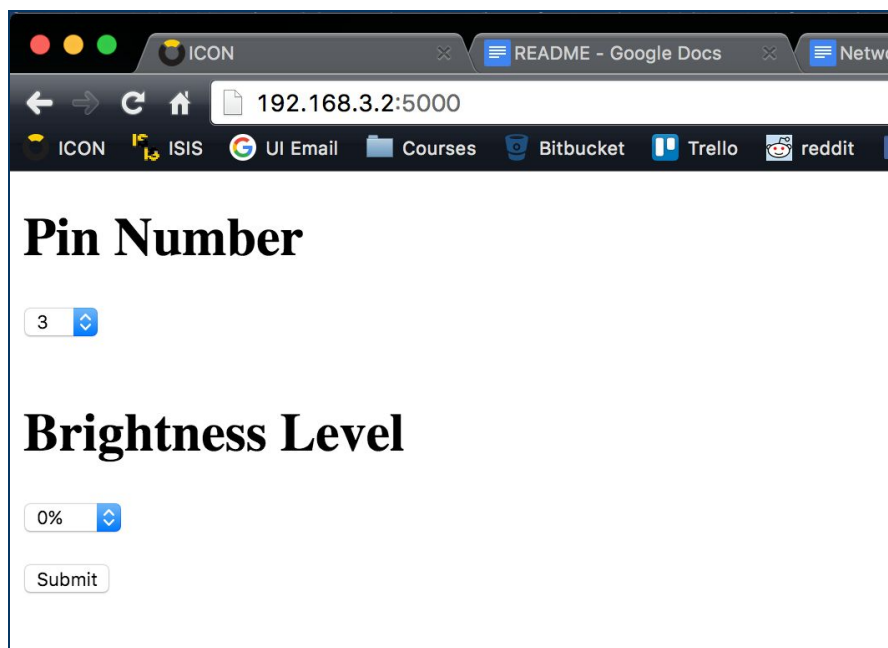 ICON README - Google Docs Netwo
192.168.3.2:5000
ICON ISIS UI Email Courses Bitbucket Trello reddit
Pin Number
3
Brightness Level
0%
Submit